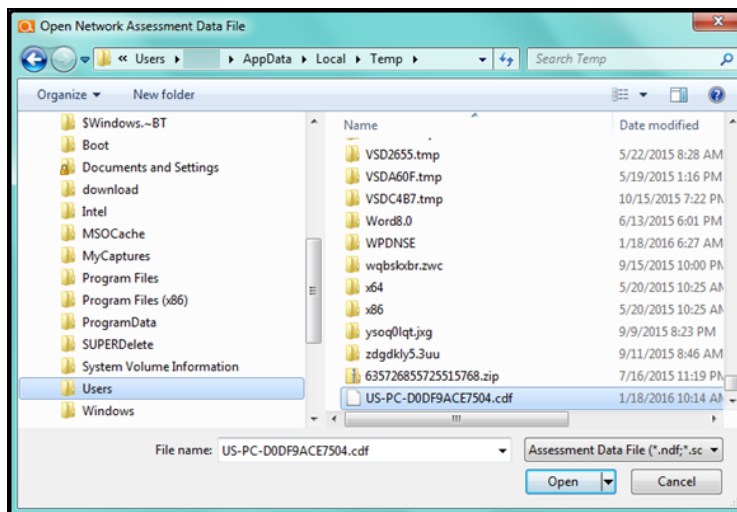 Open Network Assessment Data File
« Users ▸ ▸ AppData ▸ Local ▸ Temp ▸
Search Temp
Organize ▾ New folder
$Windows.~BT
Boot
Documents and Settings
download
Intel
MSOCache
MyCaptures
Program Files
Program Files (x86)
ProgramData
SUPERDelete
System Volume Information
Users
Windows
Name Date modified
VSD2655.tmp 5/22/2015 8:28 AM
VSDA60F.tmp 5/19/2015 1:16 PM
VSDC4B7.tmp 10/15/2015 7:22 PM
Word8.0 6/13/2015 6:01 PM
WPDNSE 1/18/2016 6:27 AM
wqbskxbr.zwc 9/15/2015 10:00 PM
x64 5/20/2015 10:25 AM
x86 5/20/2015 10:25 AM
ysoq0lqt.jxg 9/9/2015 8:23 PM
zdgdkly5.3uu 9/11/2015 8:46 AM
635726855725515768.zip 7/16/2015 11:19 PM
US-PC-D0DF9ACE7504.cdf 1/18/2016 10:14 AM
File name: US-PC-D0DF9ACE7504.cdf
Assessment Data File (*.ndf;*.sc
Open Cancel